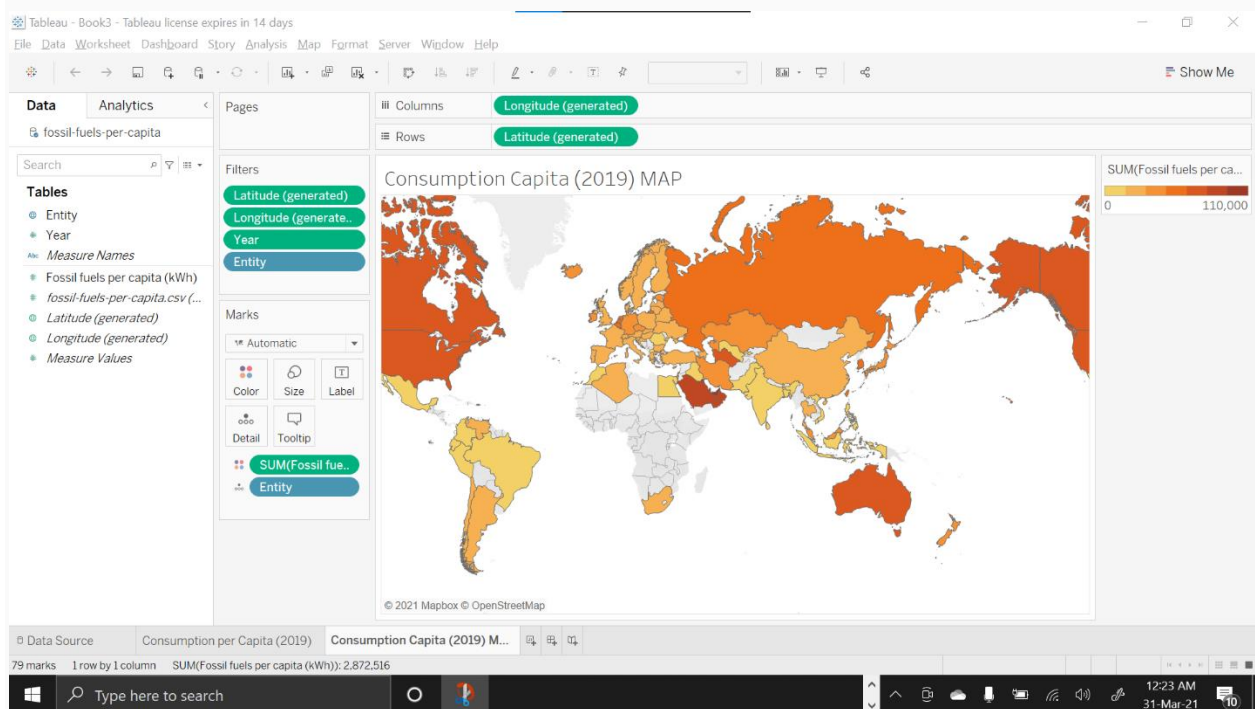 Tableau - Book3 - Tableau license expires in 14 days
File Data Worksheet Dashboard Story Analysis Map Format Server Window Help
Show Me
Data Analytics
fossil-fuels-per-capita
Search
Tables
Entity
Year
Abc Measure Names
Fossil fuels per capita (kWh)
fossil-fuels-per-capita.csv (...
Latitude (generated)
Longitude (generated)
Measure Values
Pages
Filters
Latitude (generated)
Longitude (generate..
Year
Entity
Marks
Automatic
Color Size Label
Detail Tooltip
SUM(Fossil fue..
Entity
Columns Longitude (generated)
Rows Latitude (generated)
Consumption Capita (2019) MAP
© 2021 Mapbox © OpenStreetMap
SUM(Fossil fuels per ca...
0 110,000
Data Source Consumption per Capita (2019) Consumption Capita (2019) M...
79 marks 1 row by 1 column SUM(Fossil fuels per capita (kWh)): 2,872,516
Type here to search
12:23 AM
31-Mar-21
10